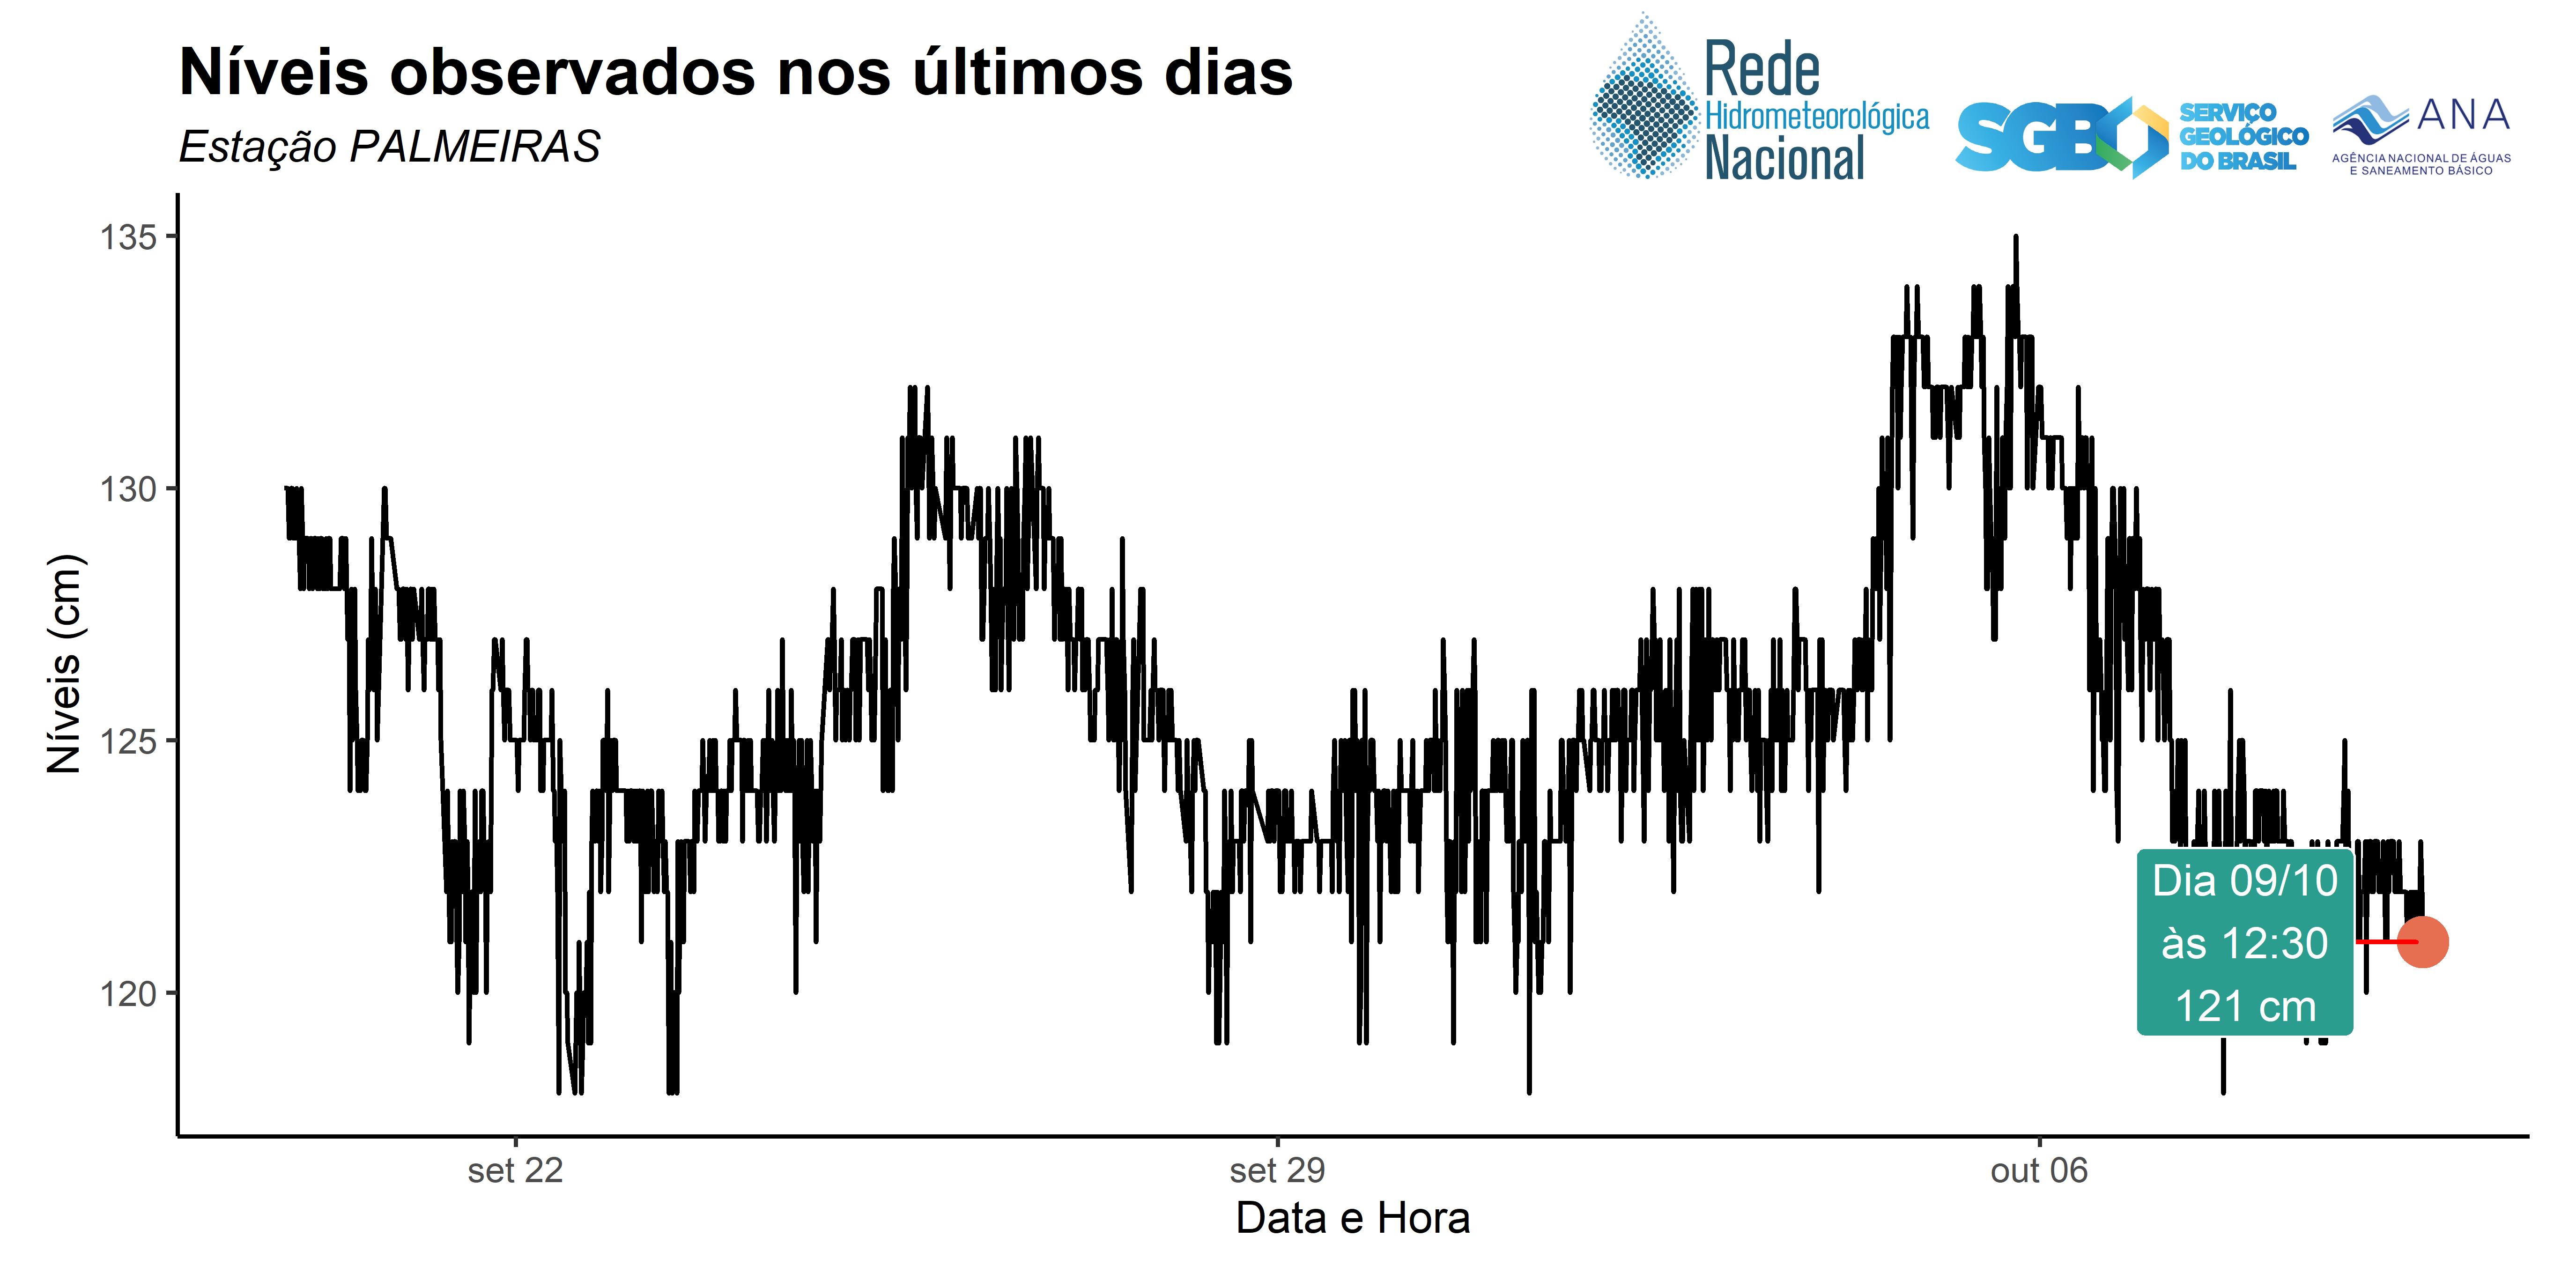 Níveis observados nos últimos dias
Estação PALMEIRAS
Rede
Hidrometeorológica
Nacional
SGB
SERVIÇO
GEOLÓGICO
DO BRASIL
ANA
AGÊNCIA NACIONAL DE ÁGUAS
E SANEAMENTO BÁSICO
Níveis (cm)
135
130
125
120
Dia 09/10
às 12:30
121 cm
set 22
set 29
out 06
Data e Hora